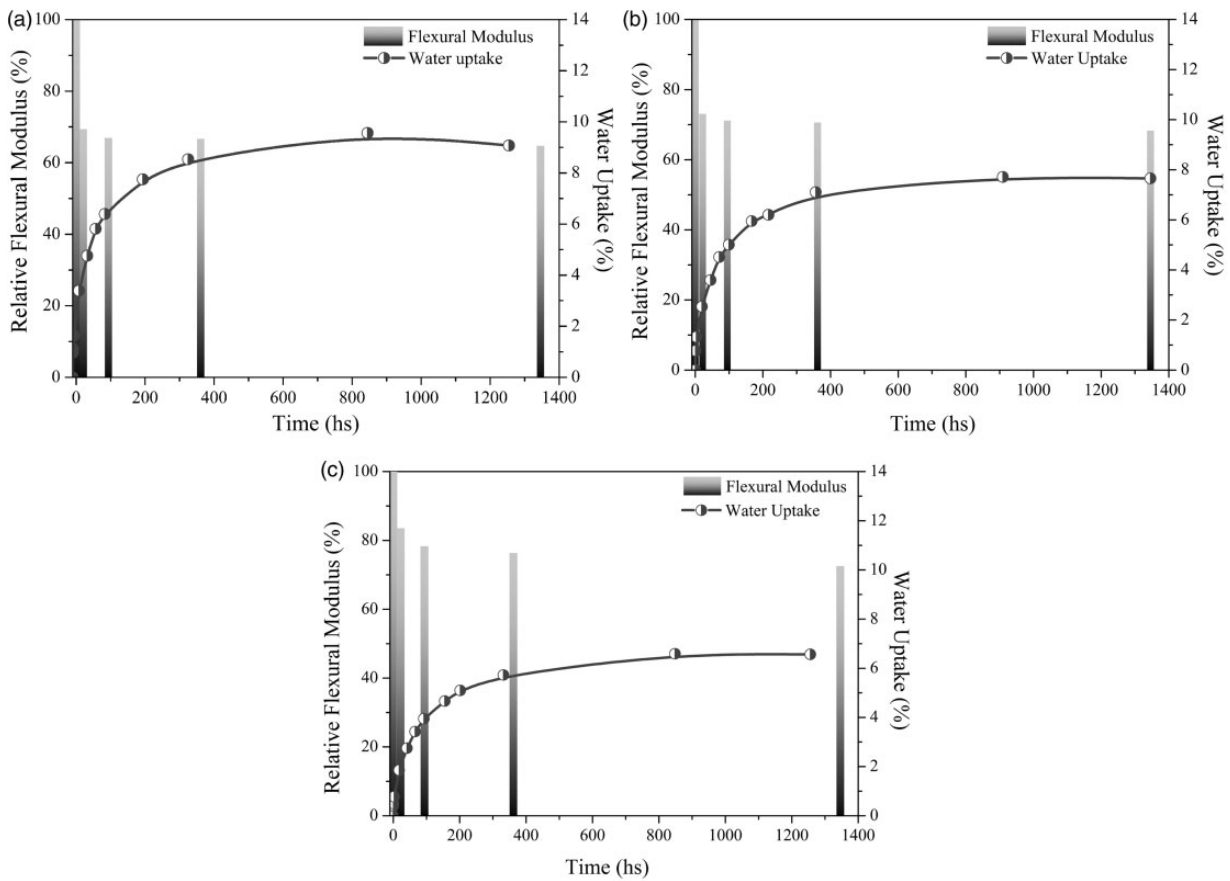 (a)
Relative Flexural Modulus (%)
100
80
60
40
20
0
Flexural Modulus
Water uptake
14
12
10
8
6
4
2
0
Water Uptake (%)
0 200 400 600 800 1000 1200 1400
Time (hs)
(b)
Relative Flexural Modulus (%)
100
80
60
40
20
0
Flexural Modulus
Water Uptake
14
12
10
8
6
4
2
0
Water Uptake (%)
0 200 400 600 800 1000 1200 1400
Time (hs)
(c)
Relative Flexural Modulus (%)
100
80
60
40
20
0
Flexural Modulus
Water Uptake
14
12
10
8
6
4
2
0
Water Uptake (%)
0 200 400 600 800 1000 1200 1400
Time (hs)